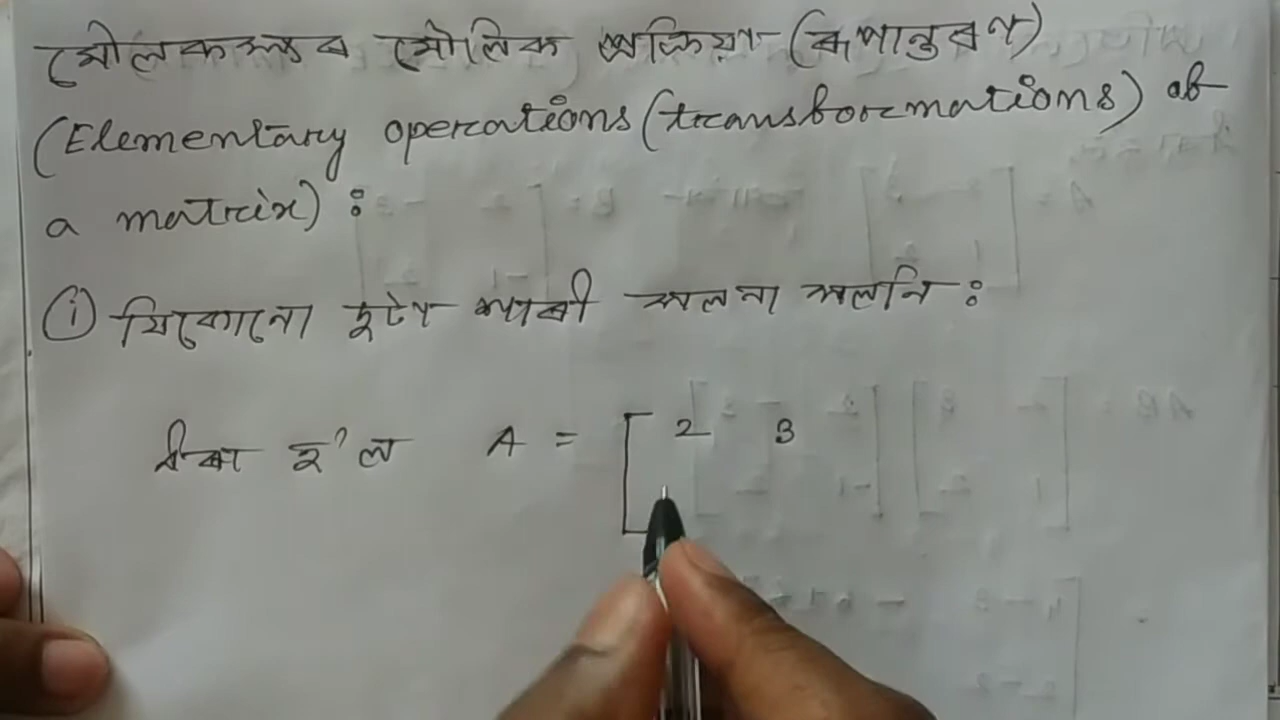 মৌলকক্ষৰ মৌলিক প্ৰক্ৰিয়া (ৰূপান্তৰণ)
(Elementary operations (transformations) of
a matrix) :
(i) যিকোনো দুটা শাৰী সলনা সলনি :
ধৰা হ'ল A = [ 2 3